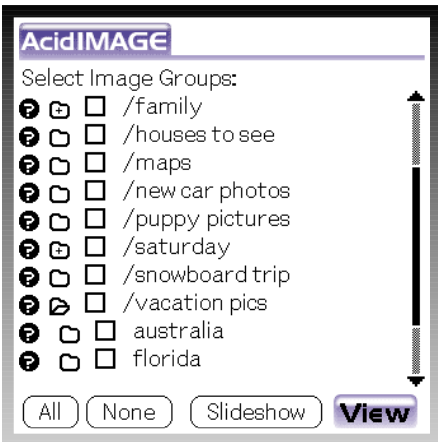 AcidIMAGE
Select Image Groups:
/family
/houses to see
/maps
/new car photos
/puppy pictures
/saturday
/snowboard trip
/vacation pics
australia
florida
All None Slideshow View